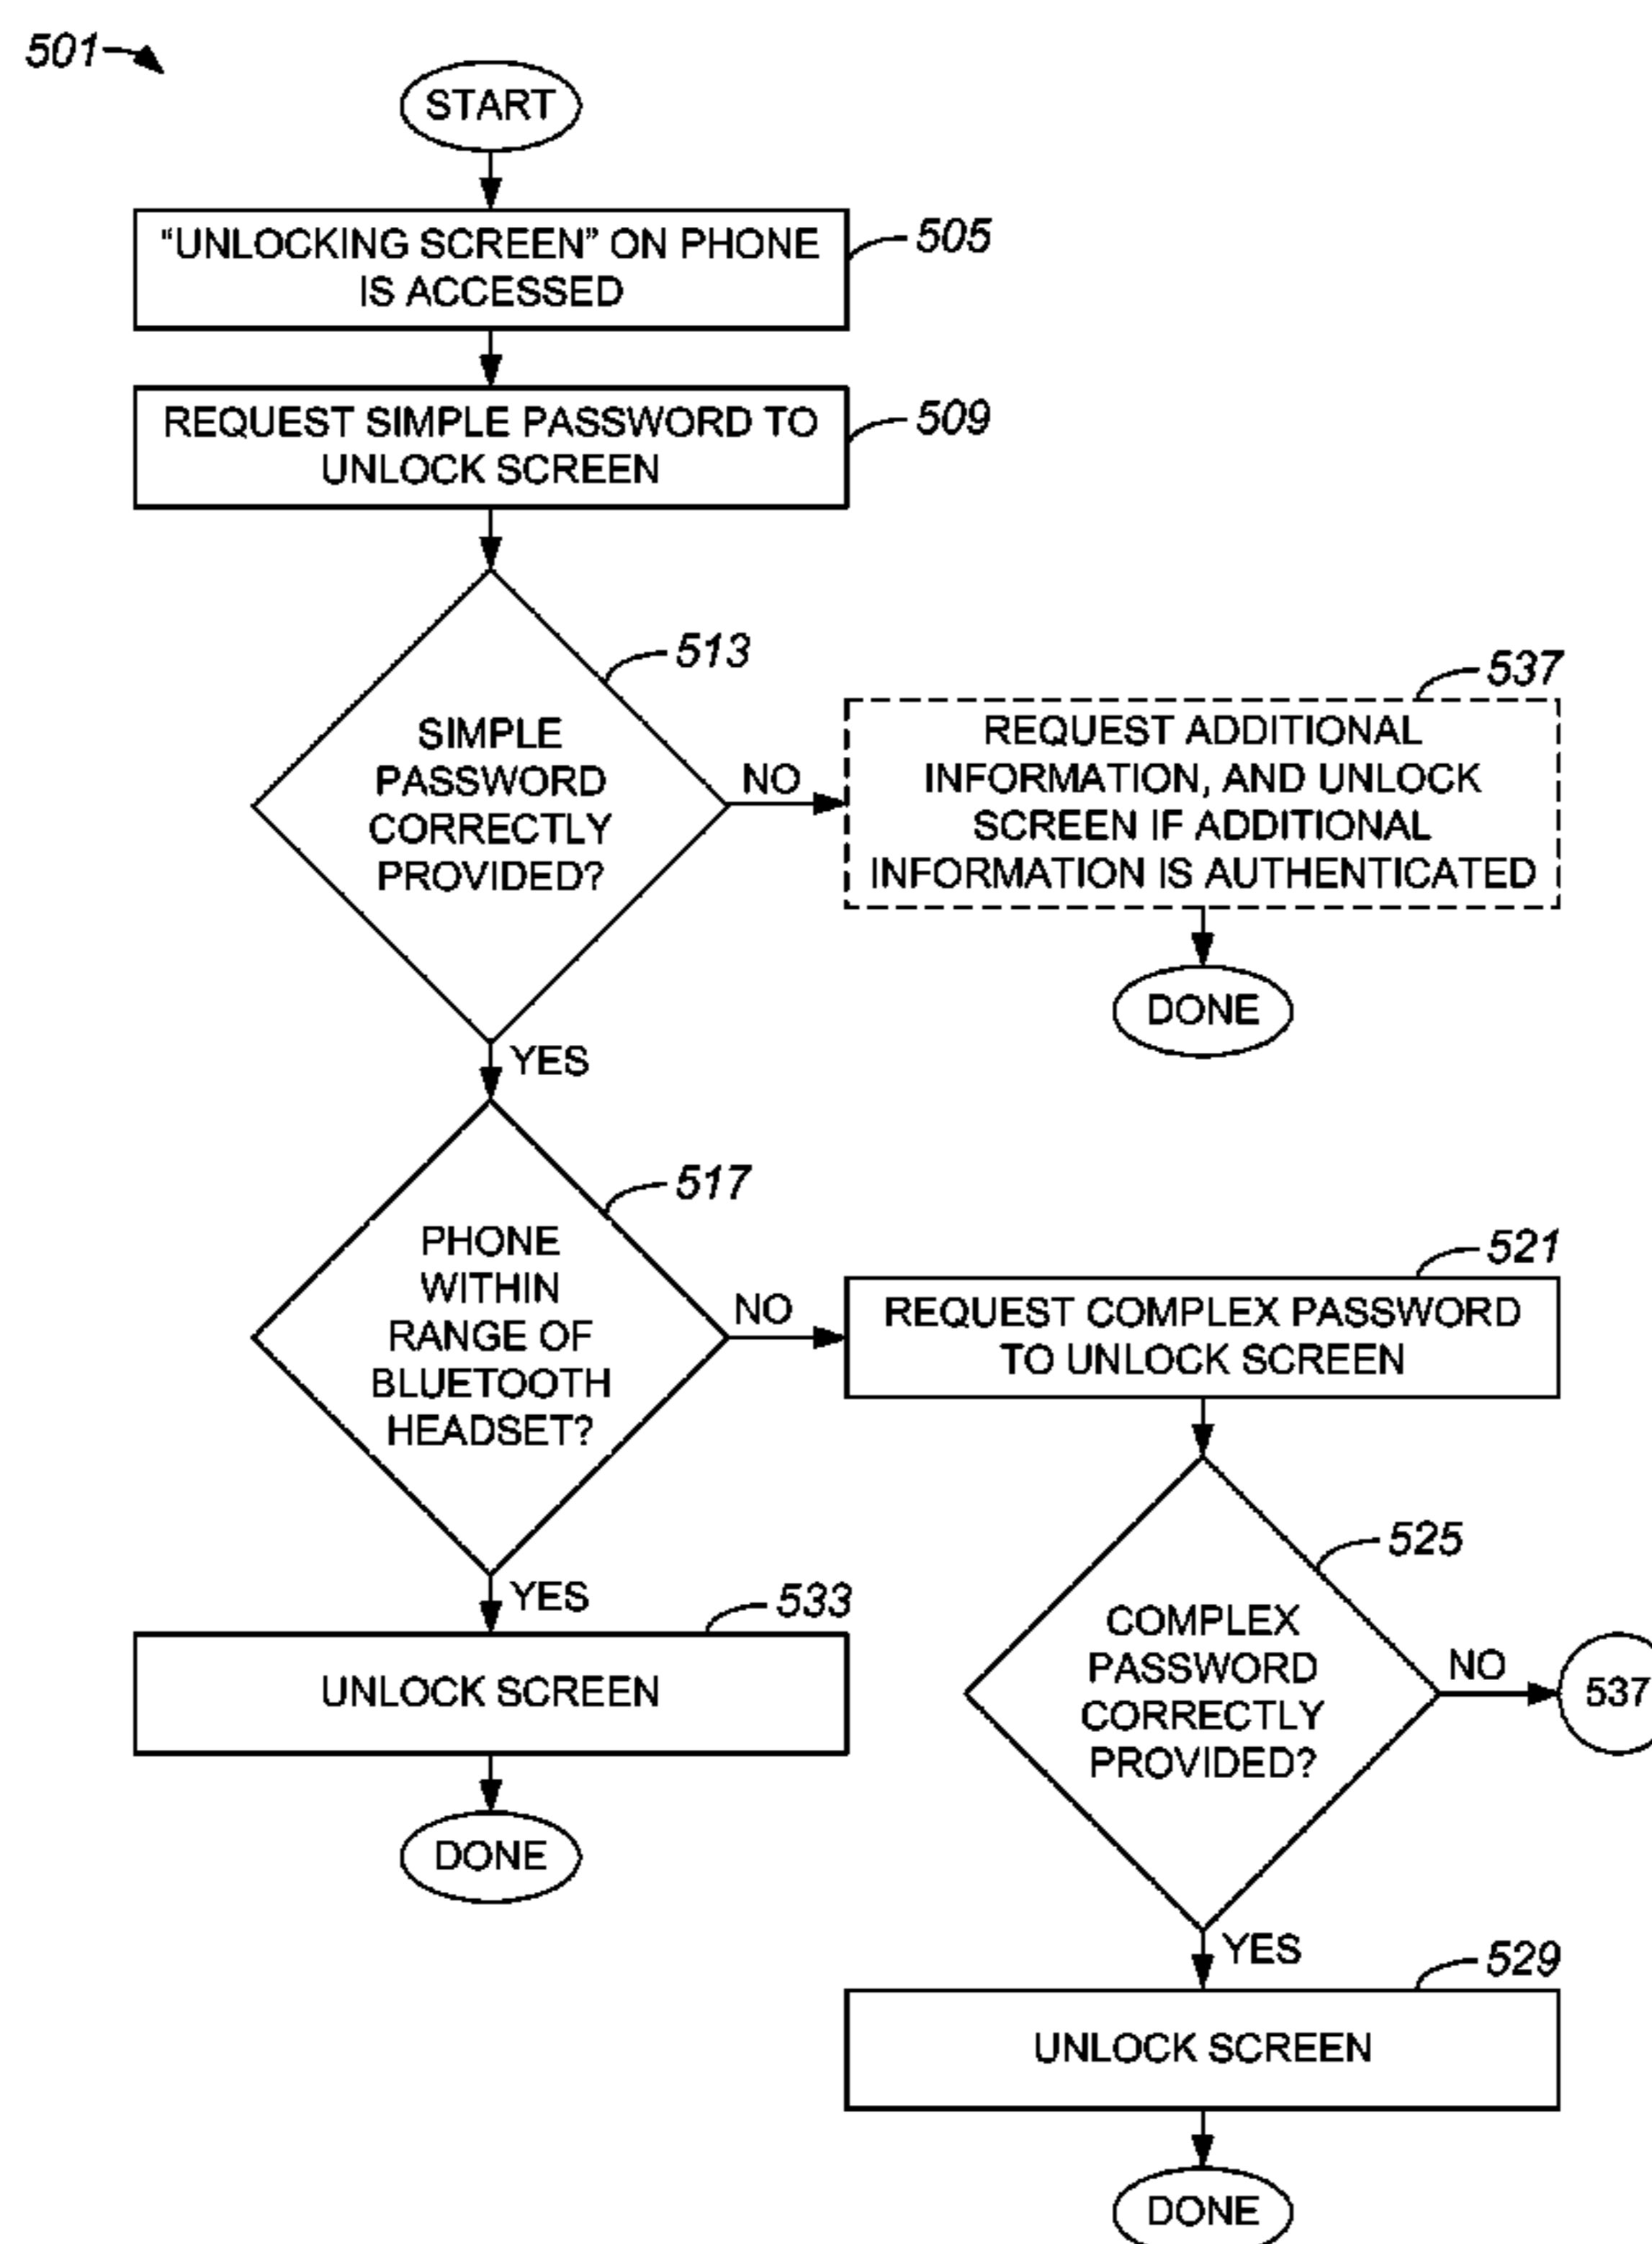 501
START
“UNLOCKING SCREEN” ON PHONE
IS ACCESSED
505
REQUEST SIMPLE PASSWORD TO
UNLOCK SCREEN
509
SIMPLE
PASSWORD
CORRECTLY
PROVIDED?
513
NO
537
REQUEST ADDITIONAL
INFORMATION, AND UNLOCK
SCREEN IF ADDITIONAL
INFORMATION IS AUTHENTICATED
DONE
YES
PHONE
WITHIN
RANGE OF
BLUETOOTH
HEADSET?
517
NO
521
REQUEST COMPLEX PASSWORD
TO UNLOCK SCREEN
YES
533
UNLOCK SCREEN
DONE
COMPLEX
PASSWORD
CORRECTLY
PROVIDED?
525
NO
537
YES
529
UNLOCK SCREEN
DONE